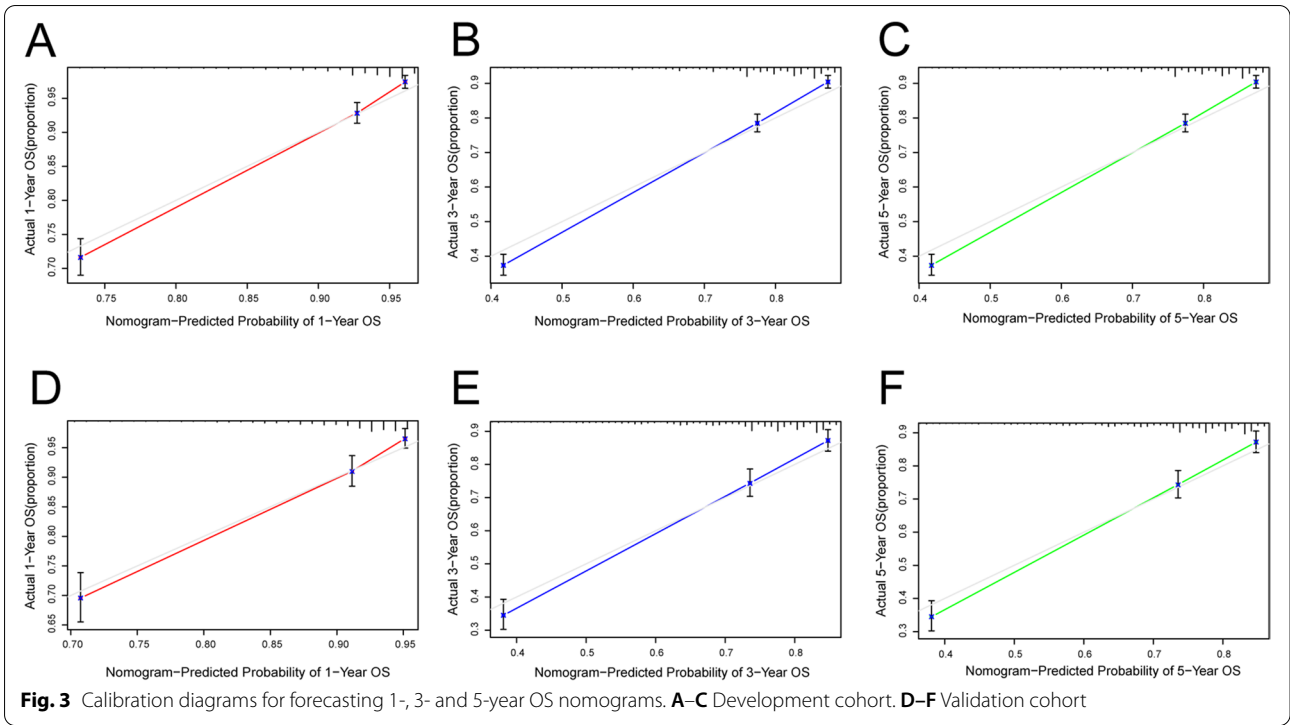 A
B
C
Actual 1-Year OS(proportion)
0.70 0.75 0.80 0.85 0.90 0.95
0.75 0.80 0.85 0.90 0.95
Nomogram-Predicted Probability of 1-Year OS
Actual 3-Year OS(proportion)
0.4 0.5 0.6 0.7 0.8 0.9
0.4 0.5 0.6 0.7 0.8
Nomogram-Predicted Probability of 3-Year OS
Actual 5-Year OS(proportion)
0.4 0.5 0.6 0.7 0.8 0.9
0.4 0.5 0.6 0.7 0.8
Nomogram-Predicted Probability of 5-Year OS
D
E
F
Actual 1-Year OS(proportion)
0.65 0.70 0.75 0.80 0.85 0.90 0.95
0.70 0.75 0.80 0.85 0.90 0.95
Nomogram-Predicted Probability of 1-Year OS
Actual 3-Year OS(proportion)
0.3 0.4 0.5 0.6 0.7 0.8 0.9
0.4 0.5 0.6 0.7 0.8
Nomogram-Predicted Probability of 3-Year OS
Actual 5-Year OS(proportion)
0.3 0.4 0.5 0.6 0.7 0.8 0.9
0.4 0.5 0.6 0.7 0.8
Nomogram-Predicted Probability of 5-Year OS
Fig. 3 Calibration diagrams for forecasting 1-, 3- and 5-year OS nomograms. A–C Development cohort. D–F Validation cohort